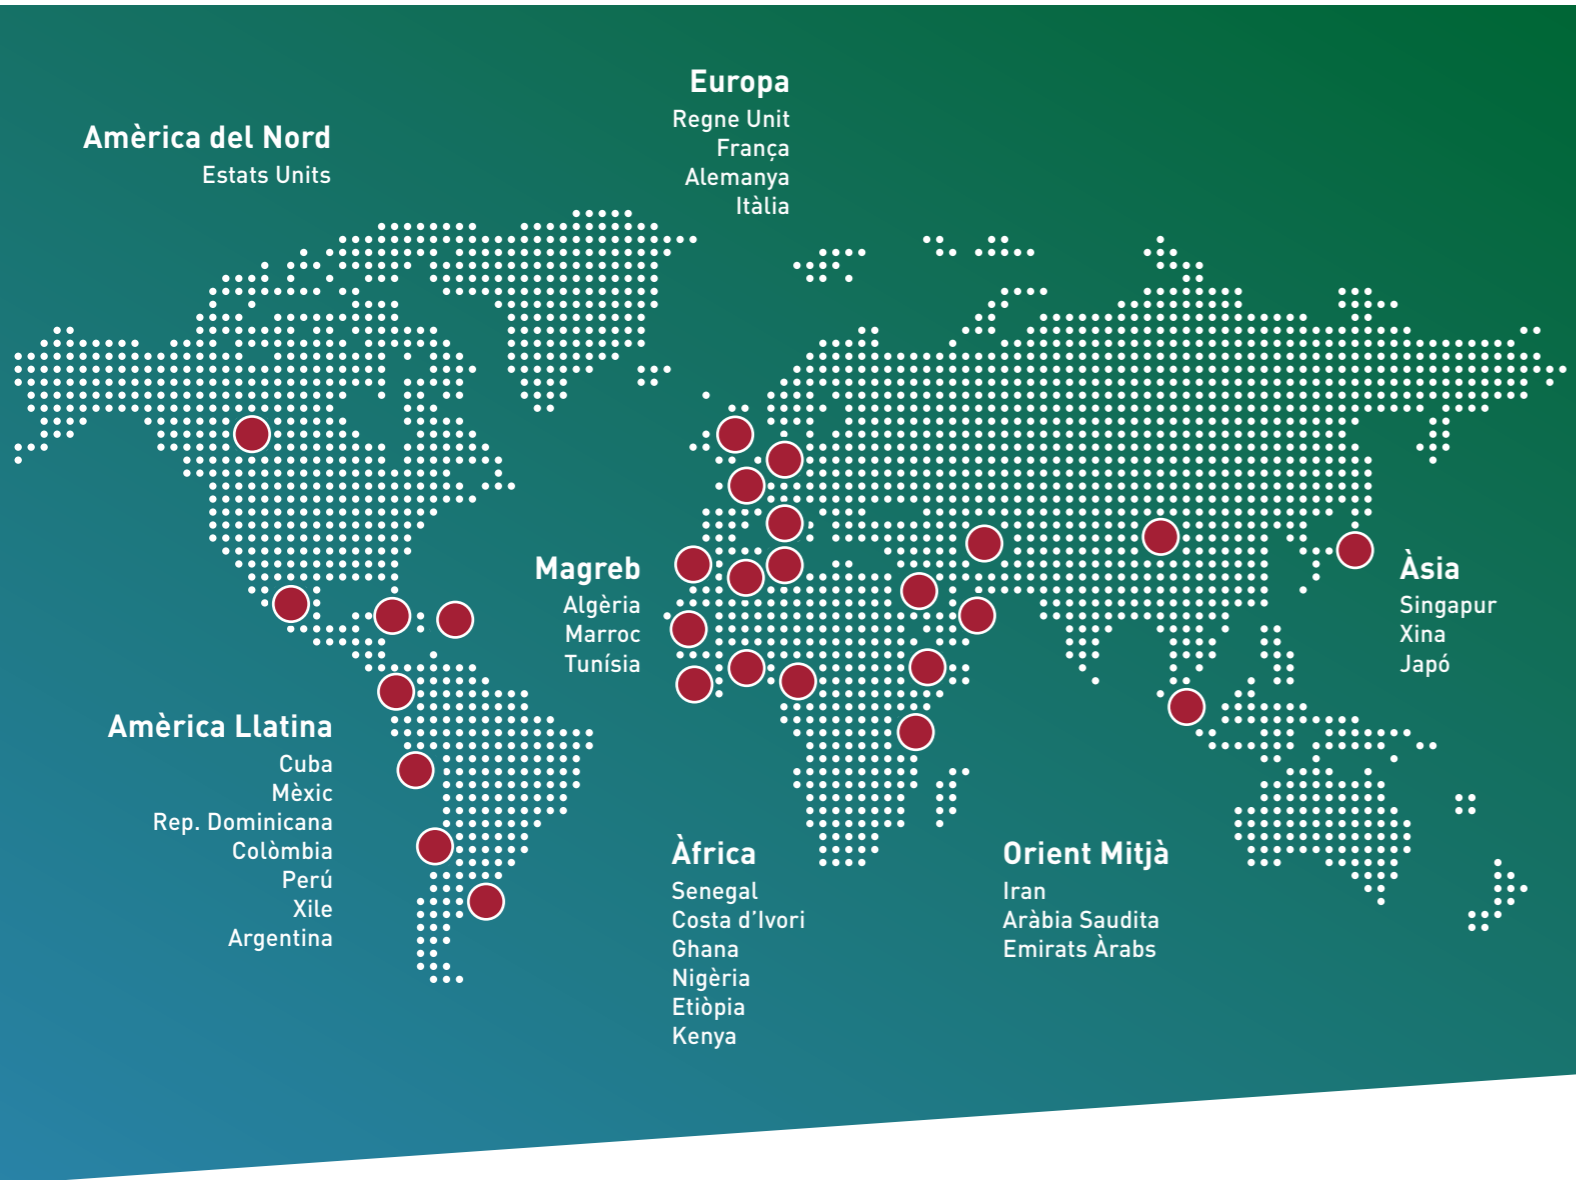 Amèrica del Nord
Estats Units
Europa
Regne Unit
França
Alemanya
Itàlia
Magreb
Algèria
Marroc
Tunísia
Àsia
Singapur
Xina
Japó
Amèrica Llatina
Cuba
Mèxic
Rep. Dominicana
Colòmbia
Perú
Xile
Argentina
Àfrica
Senegal
Costa d'Ivori
Ghana
Nigèria
Etiòpia
Kenya
Orient Mitjà
Iran
Aràbia Saudita
Emirats Àrabs